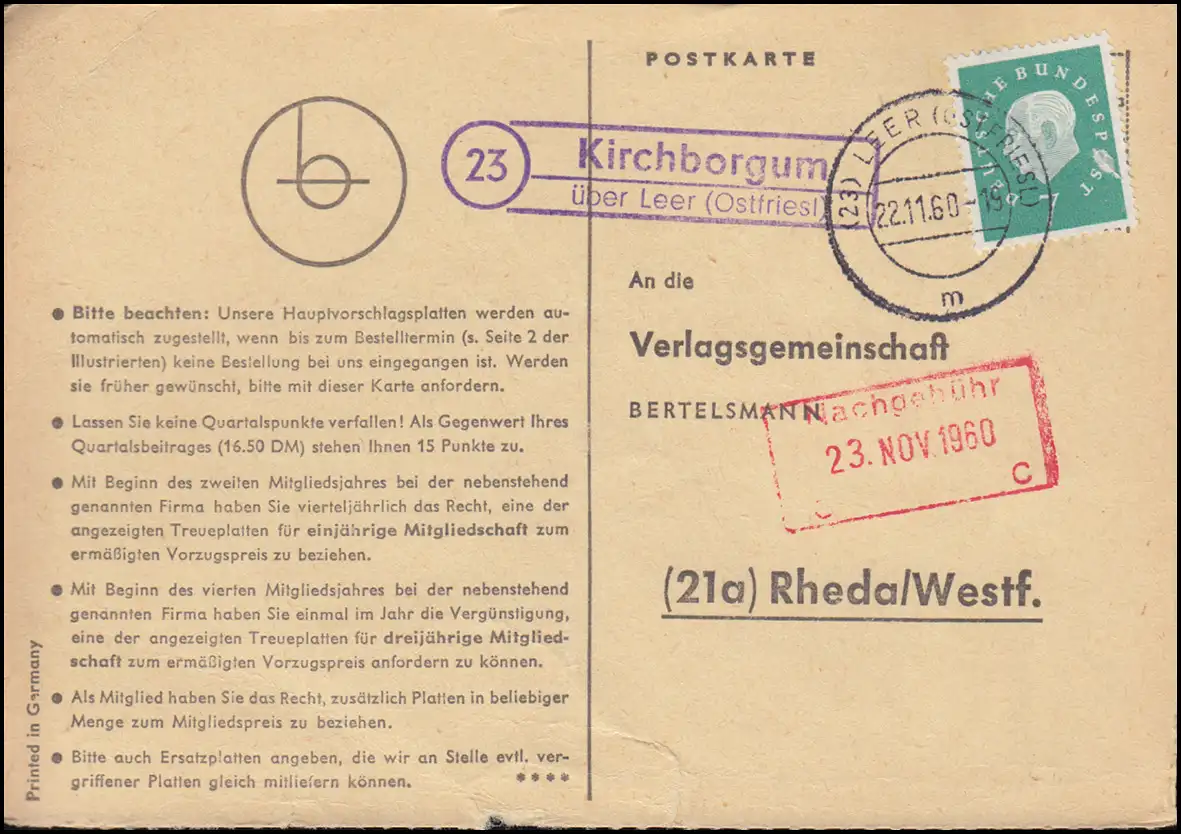 POSTKARTE
DEUTSCHE BUNDESPOST
7
23
Kirchborgum
über Leer (Ostfriesl)
(23) LEER (OSTFRIESL)
22.11.60-19
m
b
● Bitte beachten: Unsere Hauptvorschlagsplatten werden au-
tomatisch zugestellt, wenn bis zum Bestelltermin (s. Seite 2 der
Illustrierten) keine Bestellung bei uns eingegangen ist. Werden
sie früher gewünscht, bitte mit dieser Karte anfordern.
● Lassen Sie keine Quartalspunkte verfallen! Als Gegenwert Ihres
Quartalsbeitrages (16.50 DM) stehen Ihnen 15 Punkte zu.
● Mit Beginn des zweiten Mitgliedsjahres bei der nebenstehend
genannten Firma haben Sie vierteljährlich das Recht, eine der
angezeigten Treueplatten für einjährige Mitgliedschaft zum
ermäßigten Vorzugspreis zu beziehen.
● Mit Beginn des vierten Mitgliedsjahres bei der nebenstehend
genannten Firma haben Sie einmal im Jahr die Vergünstigung,
eine der angezeigten Treueplatten für dreijährige Mitglied-
schaft zum ermäßigten Vorzugspreis anfordern zu können.
● Als Mitglied haben Sie das Recht, zusätzlich Platten in beliebiger
Menge zum Mitgliedspreis zu beziehen.
● Bitte auch Ersatzplatten angeben, die wir an Stelle evtl. ver-
griffener Platten gleich mitliefern können. ****
Printed in Germany
An die
Verlagsgemeinschaft
BERTELSMANN
Nachgebühr
23. NOV. 1960
C
(21a) Rheda/Westf.